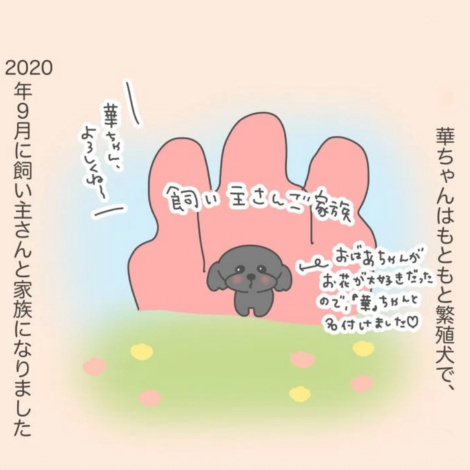 華ちゃんはもともと繁殖犬で、
2020年9月に飼い主さんと家族になりました
華ちゃん、
よろしくね〜
飼い主さんご家族
おばあちゃんが
お花が大好きだった
ので、「華」ちゃんと
名付けました♡